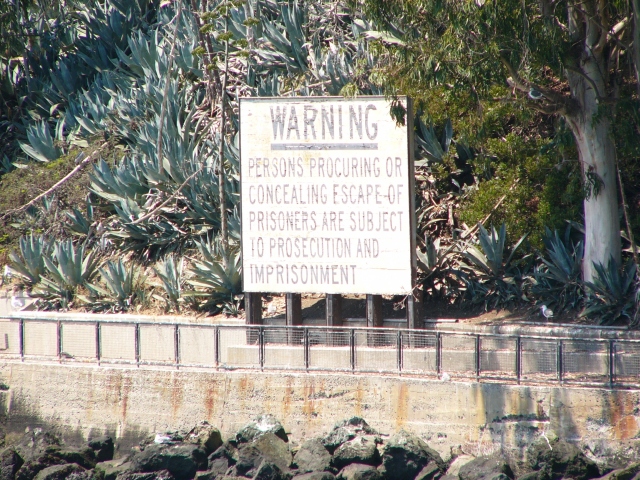 WARNING
PERSONS PROCURING OR
CONCEALING ESCAPE OF
PRISONERS ARE SUBJECT
TO PROSECUTION AND
IMPRISONMENT